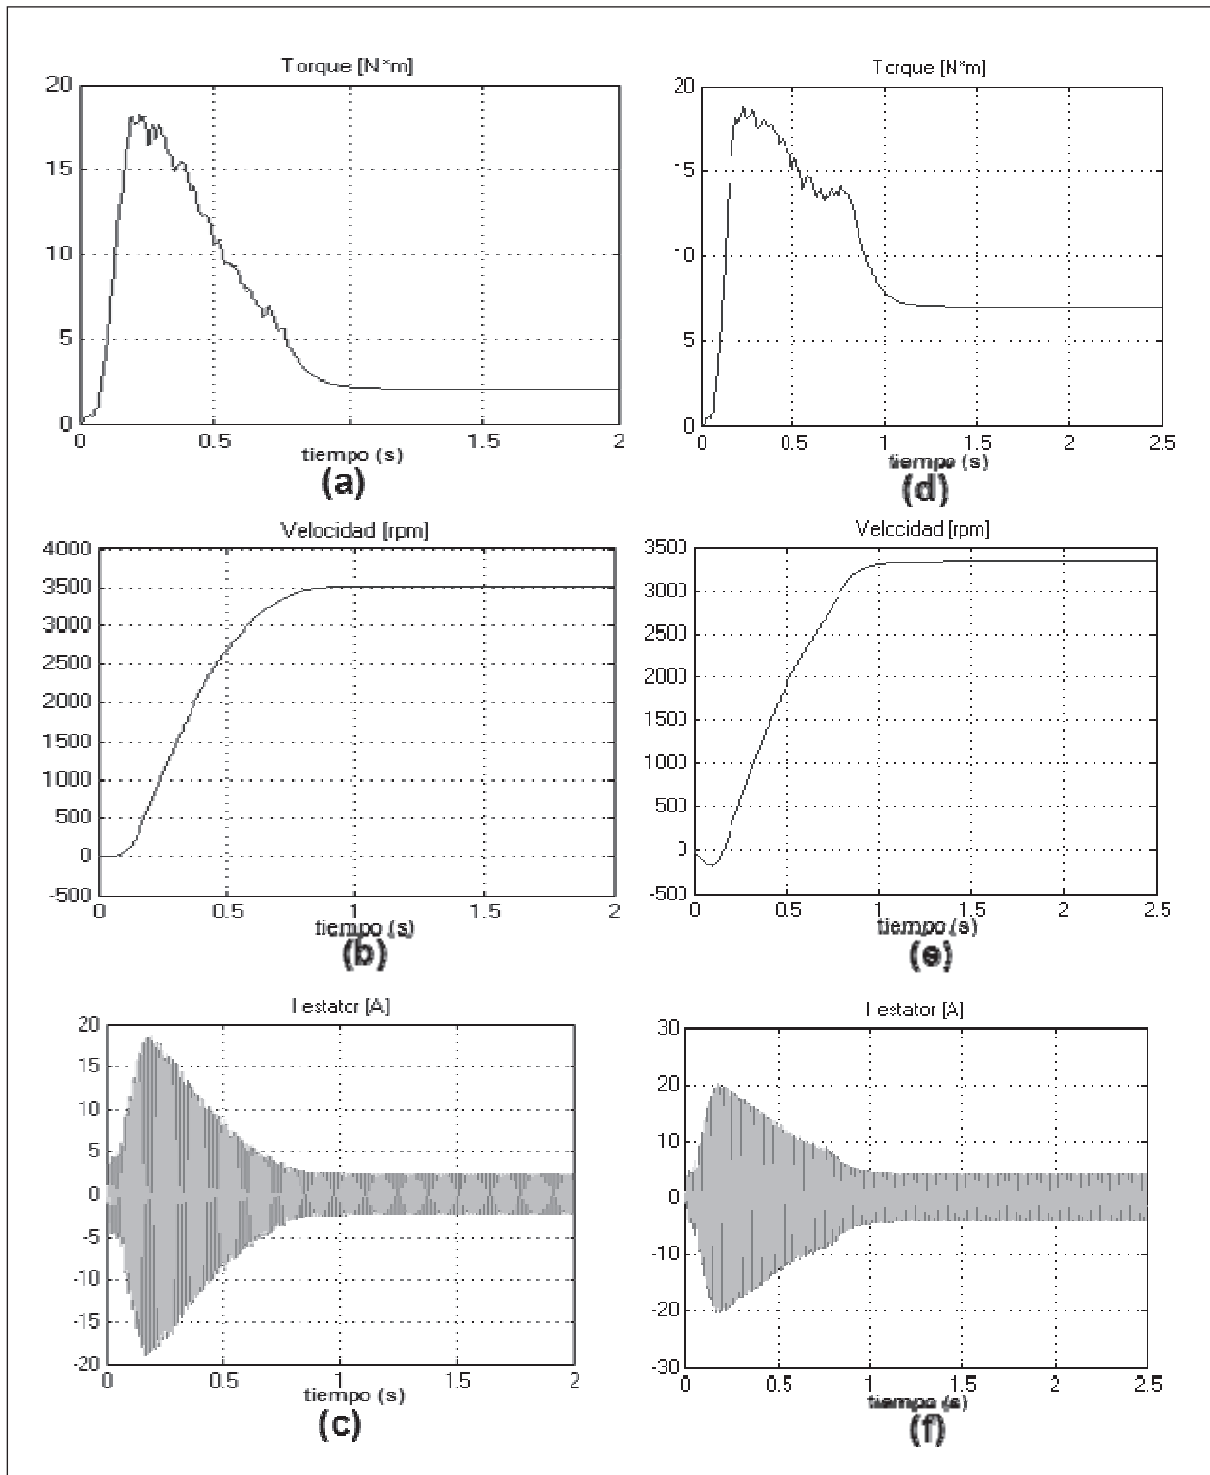 Torque [N*m]
20
15
10
5
0
0 0.5 1 1.5 2
tiempo (s)
(a)
Torque [N*m]
20
15
10
5
0
0 0.5 1 1.5 2 2.5
tiempo (s)
(d)
Velocidad [rpm]
4000
3500
3000
2500
2000
1500
1000
500
0
-500
0 0.5 1 1.5 2
tiempo (s)
(b)
Velocidad [rpm]
3500
3000
2500
2000
1500
1000
500
0
-500
0 0.5 1 1.5 2 2.5
tiempo (s)
(e)
I estator [A]
20
15
10
5
0
-5
-10
-15
-20
0 0.5 1 1.5 2
tiempo (s)
(c)
I estator [A]
30
20
10
0
-10
-20
-30
0 0.5 1 1.5 2 2.5
tiempo (s)
(f)